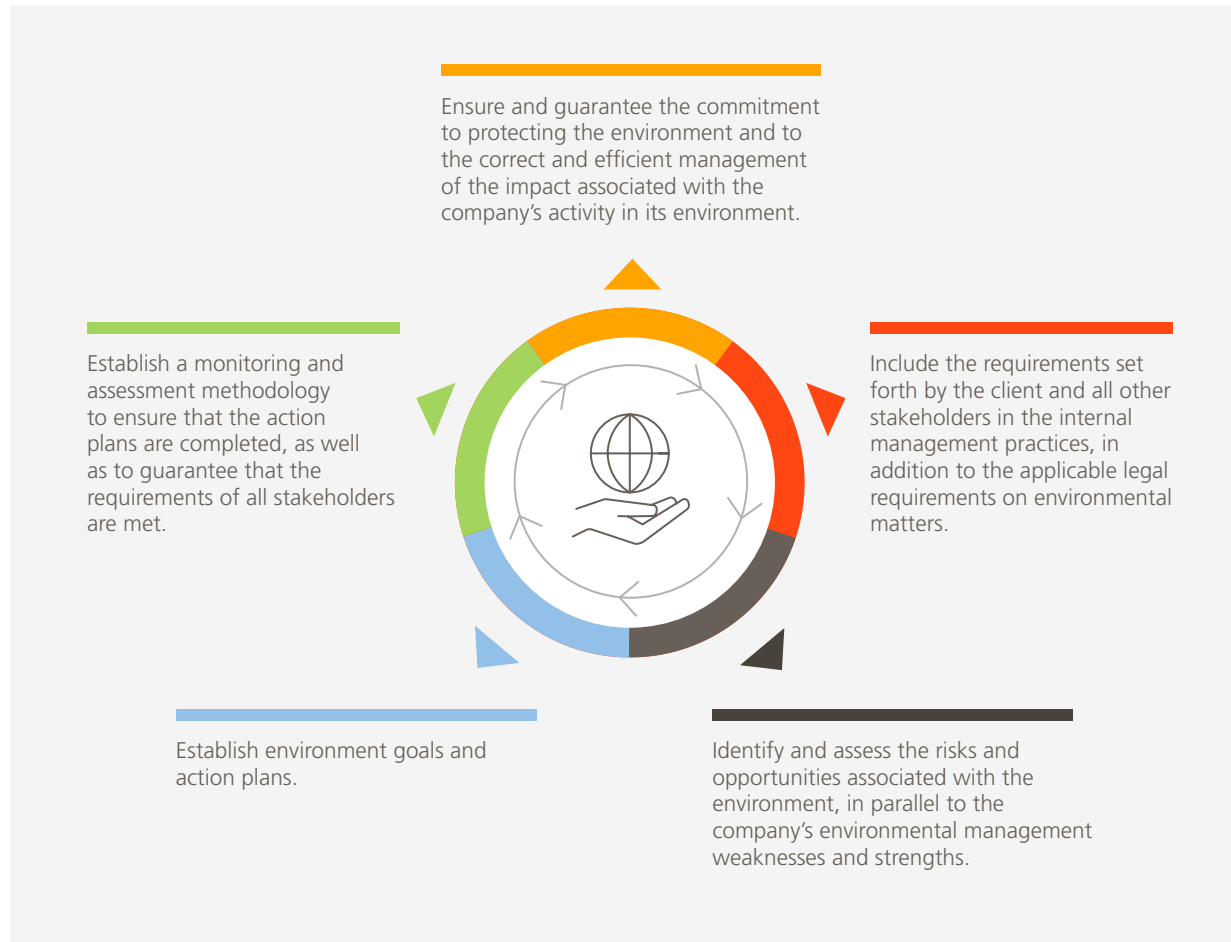 Ensure and guarantee the commitment
to protecting the environment and to
the correct and efficient management
of the impact associated with the
company’s activity in its environment.
Establish a monitoring and
assessment methodology
to ensure that the action
plans are completed, as well
as to guarantee that the
requirements of all stakeholders
are met.
Include the requirements set
forth by the client and all other
stakeholders in the internal
management practices, in
addition to the applicable legal
requirements on environmental
matters.
Establish environment goals and
action plans.
Identify and assess the risks and
opportunities associated with the
environment, in parallel to the
company’s environmental management
weaknesses and strengths.